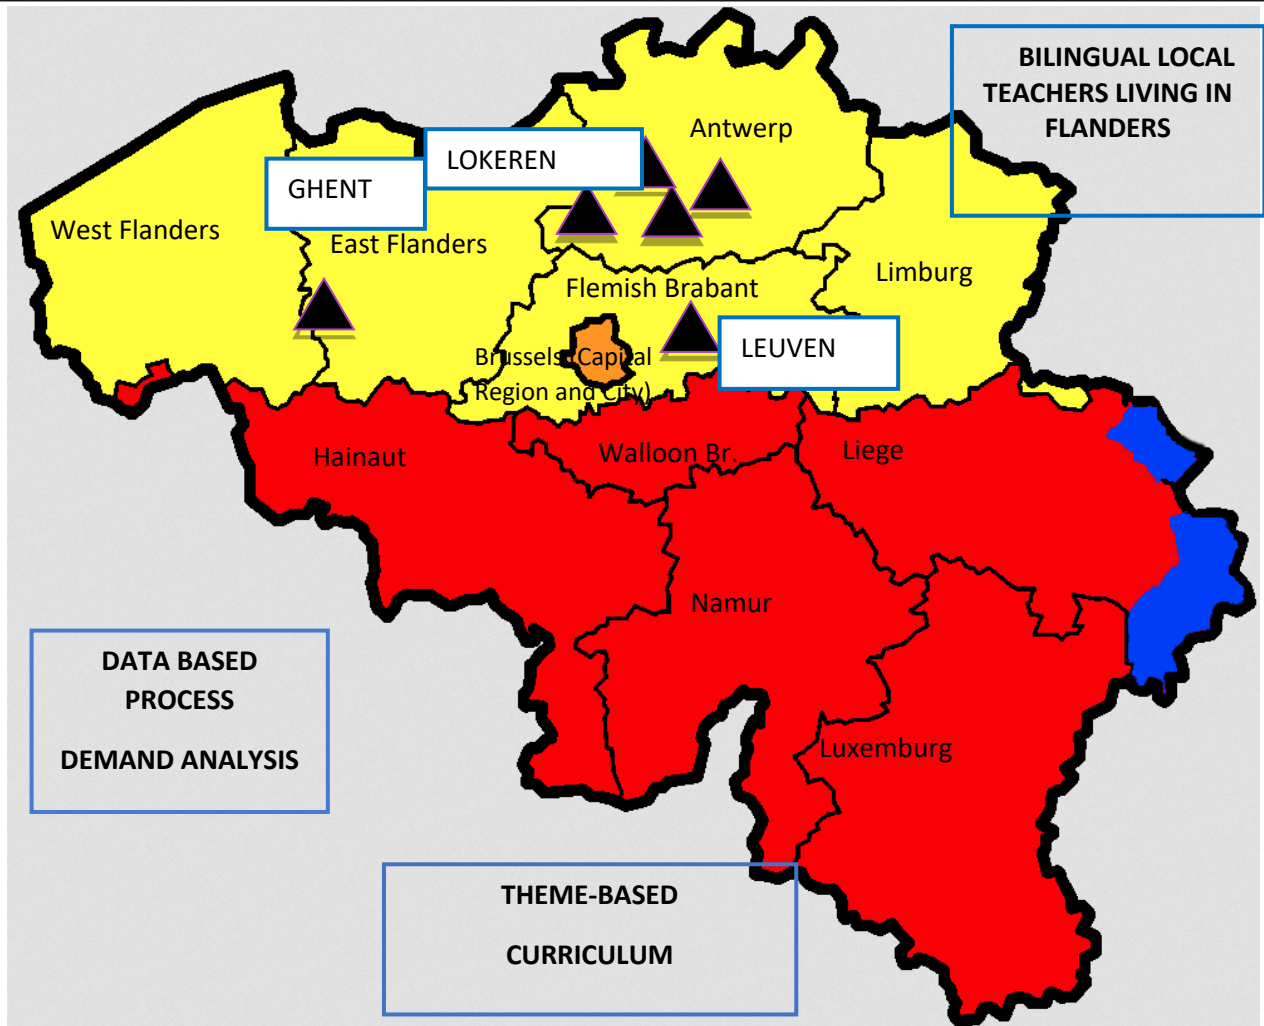 BILINGUAL LOCAL
TEACHERS LIVING IN
FLANDERS
Antwerp
LOKEREN
GHENT
West Flanders
East Flanders
Limburg
Flemish Brabant
LEUVEN
Brussels (Capital
Region and City)
Hainaut
Walloon Br.
Liege
Namur
DATA BASED
PROCESS
DEMAND ANALYSIS
Luxemburg
THEME-BASED
CURRICULUM